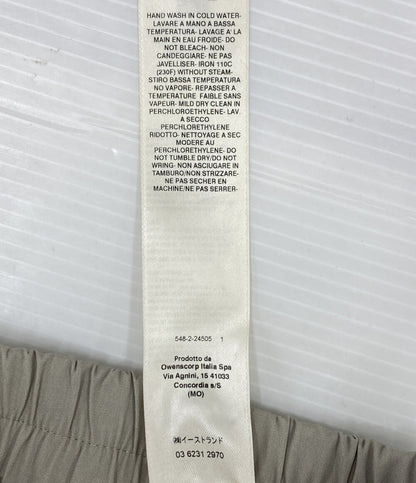 HAND WASH IN COLD WATER-
LAVARE A MANO A BASSA
TEMPERATURA- LAVAGE A' LA
MAIN EN EAU FROIDE- DO
NOT BLEACH- NON
CANDEGGIARE- NE PAS
JAVELLISER- IRON 110C
(230F) WITHOUT STEAM-
STIRO BASSA TEMPERATURA
NO VAPORE- REPASSER A
TEMPERATURE FAIBLE SANS
VAPEUR- MILD DRY CLEAN IN
PERCHLOROETHYLENE- LAV.
A SECCO
PERCHLORETHYLENE
RIDOTTO- NETTOYAGE A SEC
MODERE AU
PERCHLORETHYLENE- DO
NOT TUMBLE DRY/DO NOT
WRING- NON ASCIUGARE IN
TAMBURO/NON STRIZZARE-
NE PAS SECHER EN
MACHINE/NE PAS SERRER-
548-2-24505 1
Prodotto da
Owenscorp Italia Spa
Via Agnini, 15 41033
Concordia s/S
(MO)
㈱イーストランド
03 6231 2970